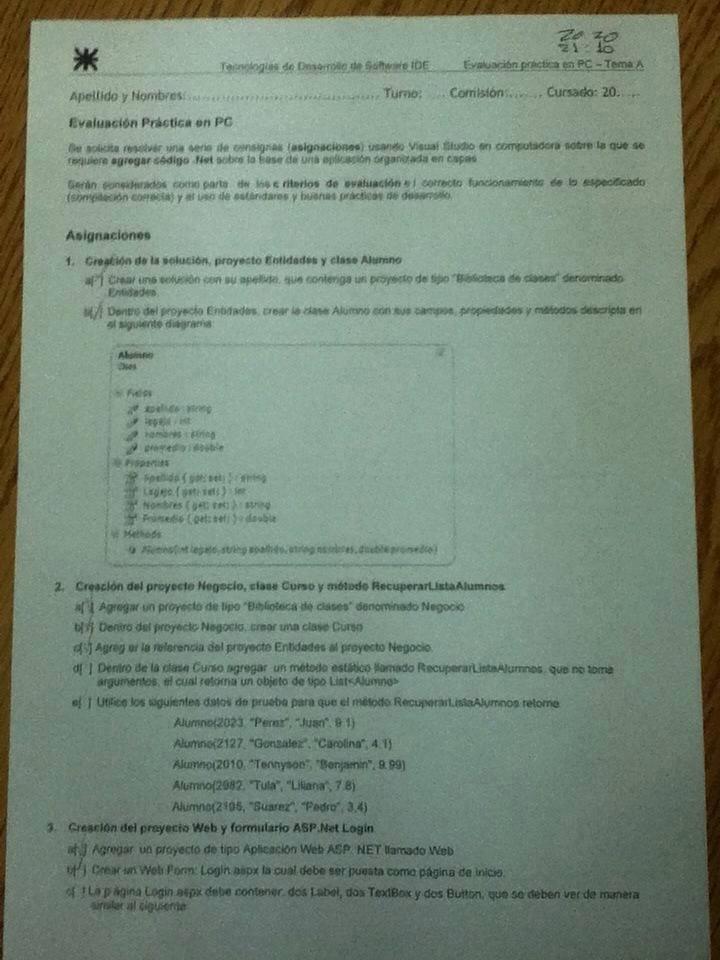 20 20
21:10
Tecnologías de Desarrollo de Software IDE Evaluación práctica en PC – Tema A
Apellido y Nombres: ...................................... Turno: .... Comisión:...... Cursado: 20.....
Evaluación Práctica en PC
Se solicita resolver una serie de consignas (asignaciones) usando Visual Studio en computadora sobre la que se
requiere agregar código .Net sobre la base de una aplicación organizada en capas
Serán considerados como parte de los criterios de evaluación el correcto funcionamiento de lo especificado
(compilación correcta) y el uso de estándares y buenas prácticas de desarrollo.
Asignaciones
1. Creación de la solución, proyecto Entidades y clase Alumno
a[ ] Crear una solución con su apellido, que contenga un proyecto de tipo "Biblioteca de clases" denominado
Entidades.
b[ ] Dentro del proyecto Entidades, crear la clase Alumno con sus campos, propiedades y métodos descripta en
el siguiente diagrama:
Alumno
Class
Fields
apellido : string
legajo : int
nombres : string
promedio : double
Properties
Apellido { get; set; } : string
Legajo { get; set; } : int
Nombres { get; set; } : string
Promedio { get; set; } : double
Methods
Alumno(int legajo, string apellido, string nombres, double promedio)
2. Creación del proyecto Negocio, clase Curso y método RecuperarListaAlumnos
a[ ] Agregar un proyecto de tipo "Biblioteca de clases" denominado Negocio
b[ ] Dentro del proyecto Negocio, crear una clase Curso
c[ ] Agreg ar la referencia del proyecto Entidades al proyecto Negocio.
d[ ] Dentro de la clase Curso agregar un método estático llamado RecuperarListaAlumnos, que no toma
argumentos, el cual retorna un objeto de tipo List<Alumno>
e[ ] Utilice los siguientes datos de prueba para que el método RecuperarListaAlumnos retorne
Alumno(2023, "Perez", "Juan", 9.1)
Alumno(2127, "Gonzalez", "Carolina", 4.1)
Alumno(2010, "Tennyson", "Benjamin", 9.99)
Alumno(2982, "Tula", "Liliana", 7.8)
Alumno(2105, "Suarez", "Pedro", 3.4)
3. Creación del proyecto Web y formulario ASP.Net Login
a[ ] Agregar un proyecto de tipo Aplicación Web ASP. NET llamado Web
b[ ] Crear un Web Form: Login.aspx la cual debe ser puesta como página de inicio.
c[ ] La p ágina Login.aspx debe contener: dos Label, dos TextBox y dos Button, que se deben ver de manera
similar al siguiente: